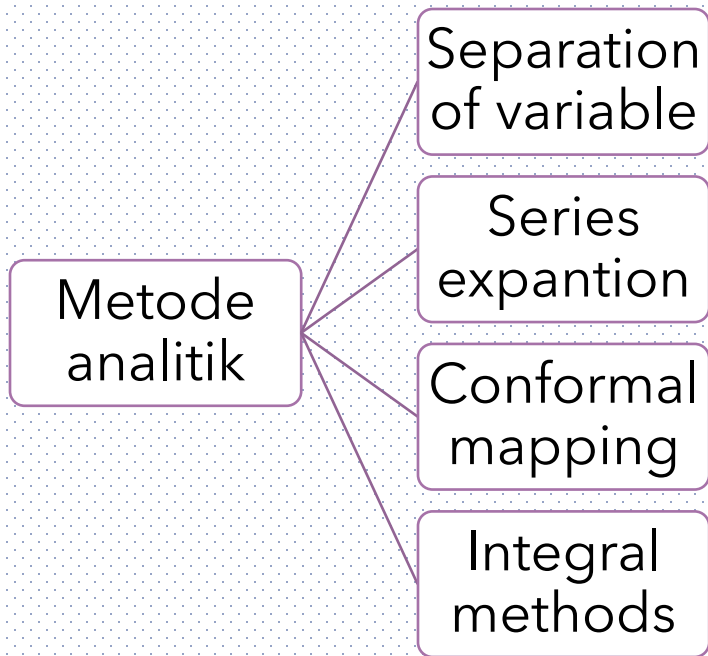 Metode
analitik
Separation
of variable
Series
expantion
Conformal
mapping
Integral
methods